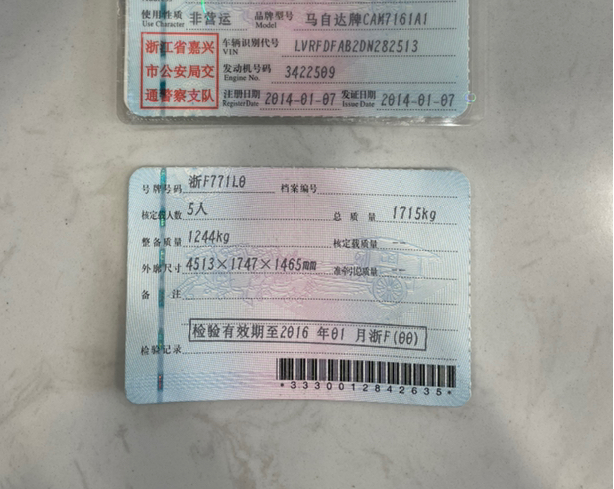 使用性质 非营运 品牌型号 马自达牌CAM7161A1
Use Character Model
浙江省嘉兴 车辆识别代号 LVRFDFAB2DN282513
VIN
市公安局交 发动机号码 3422509
Engine No.
通警察支队 注册日期 2014-01-07 发证日期 2014-01-07
Register Date Issue Date
号牌号码 浙F771L0 档案编号
核定载人数 5人 总质量 1715kg
整备质量 1244kg 核定载质量 --
外廓尺寸 4513×1747×1465mm 准牵引总质量 --
备注
检验有效期至2016 年01 月浙F(00)
检验记录
*3330012842635*